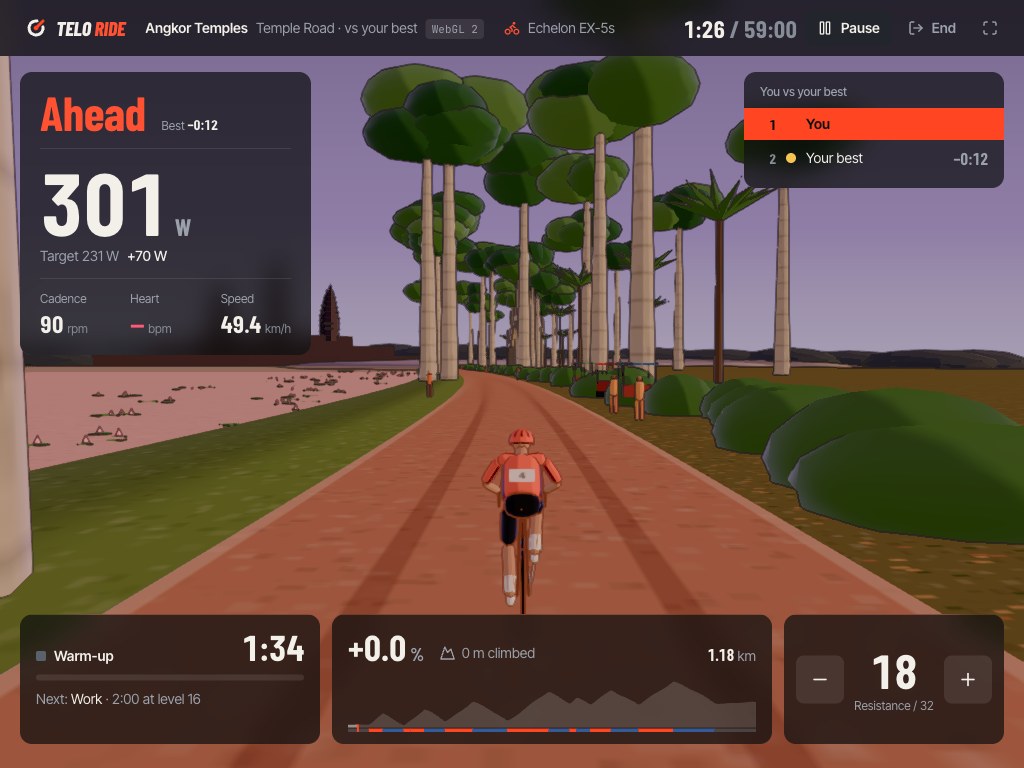 TELO RIDE Angkor Temples Temple Road · vs your best WebGL 2 Echelon EX-5s 1:26 / 59:00 Pause End
Ahead Best −0:12
301 W
Target 231 W +70 W
Cadence Heart Speed
90 rpm – bpm 49.4 km/h
You vs your best
1 You
2 Your best −0:12
4
Warm-up 1:34
Next: Work · 2:00 at level 16
+0.0 % 0 m climbed 1.18 km
− 18 +
Resistance / 32